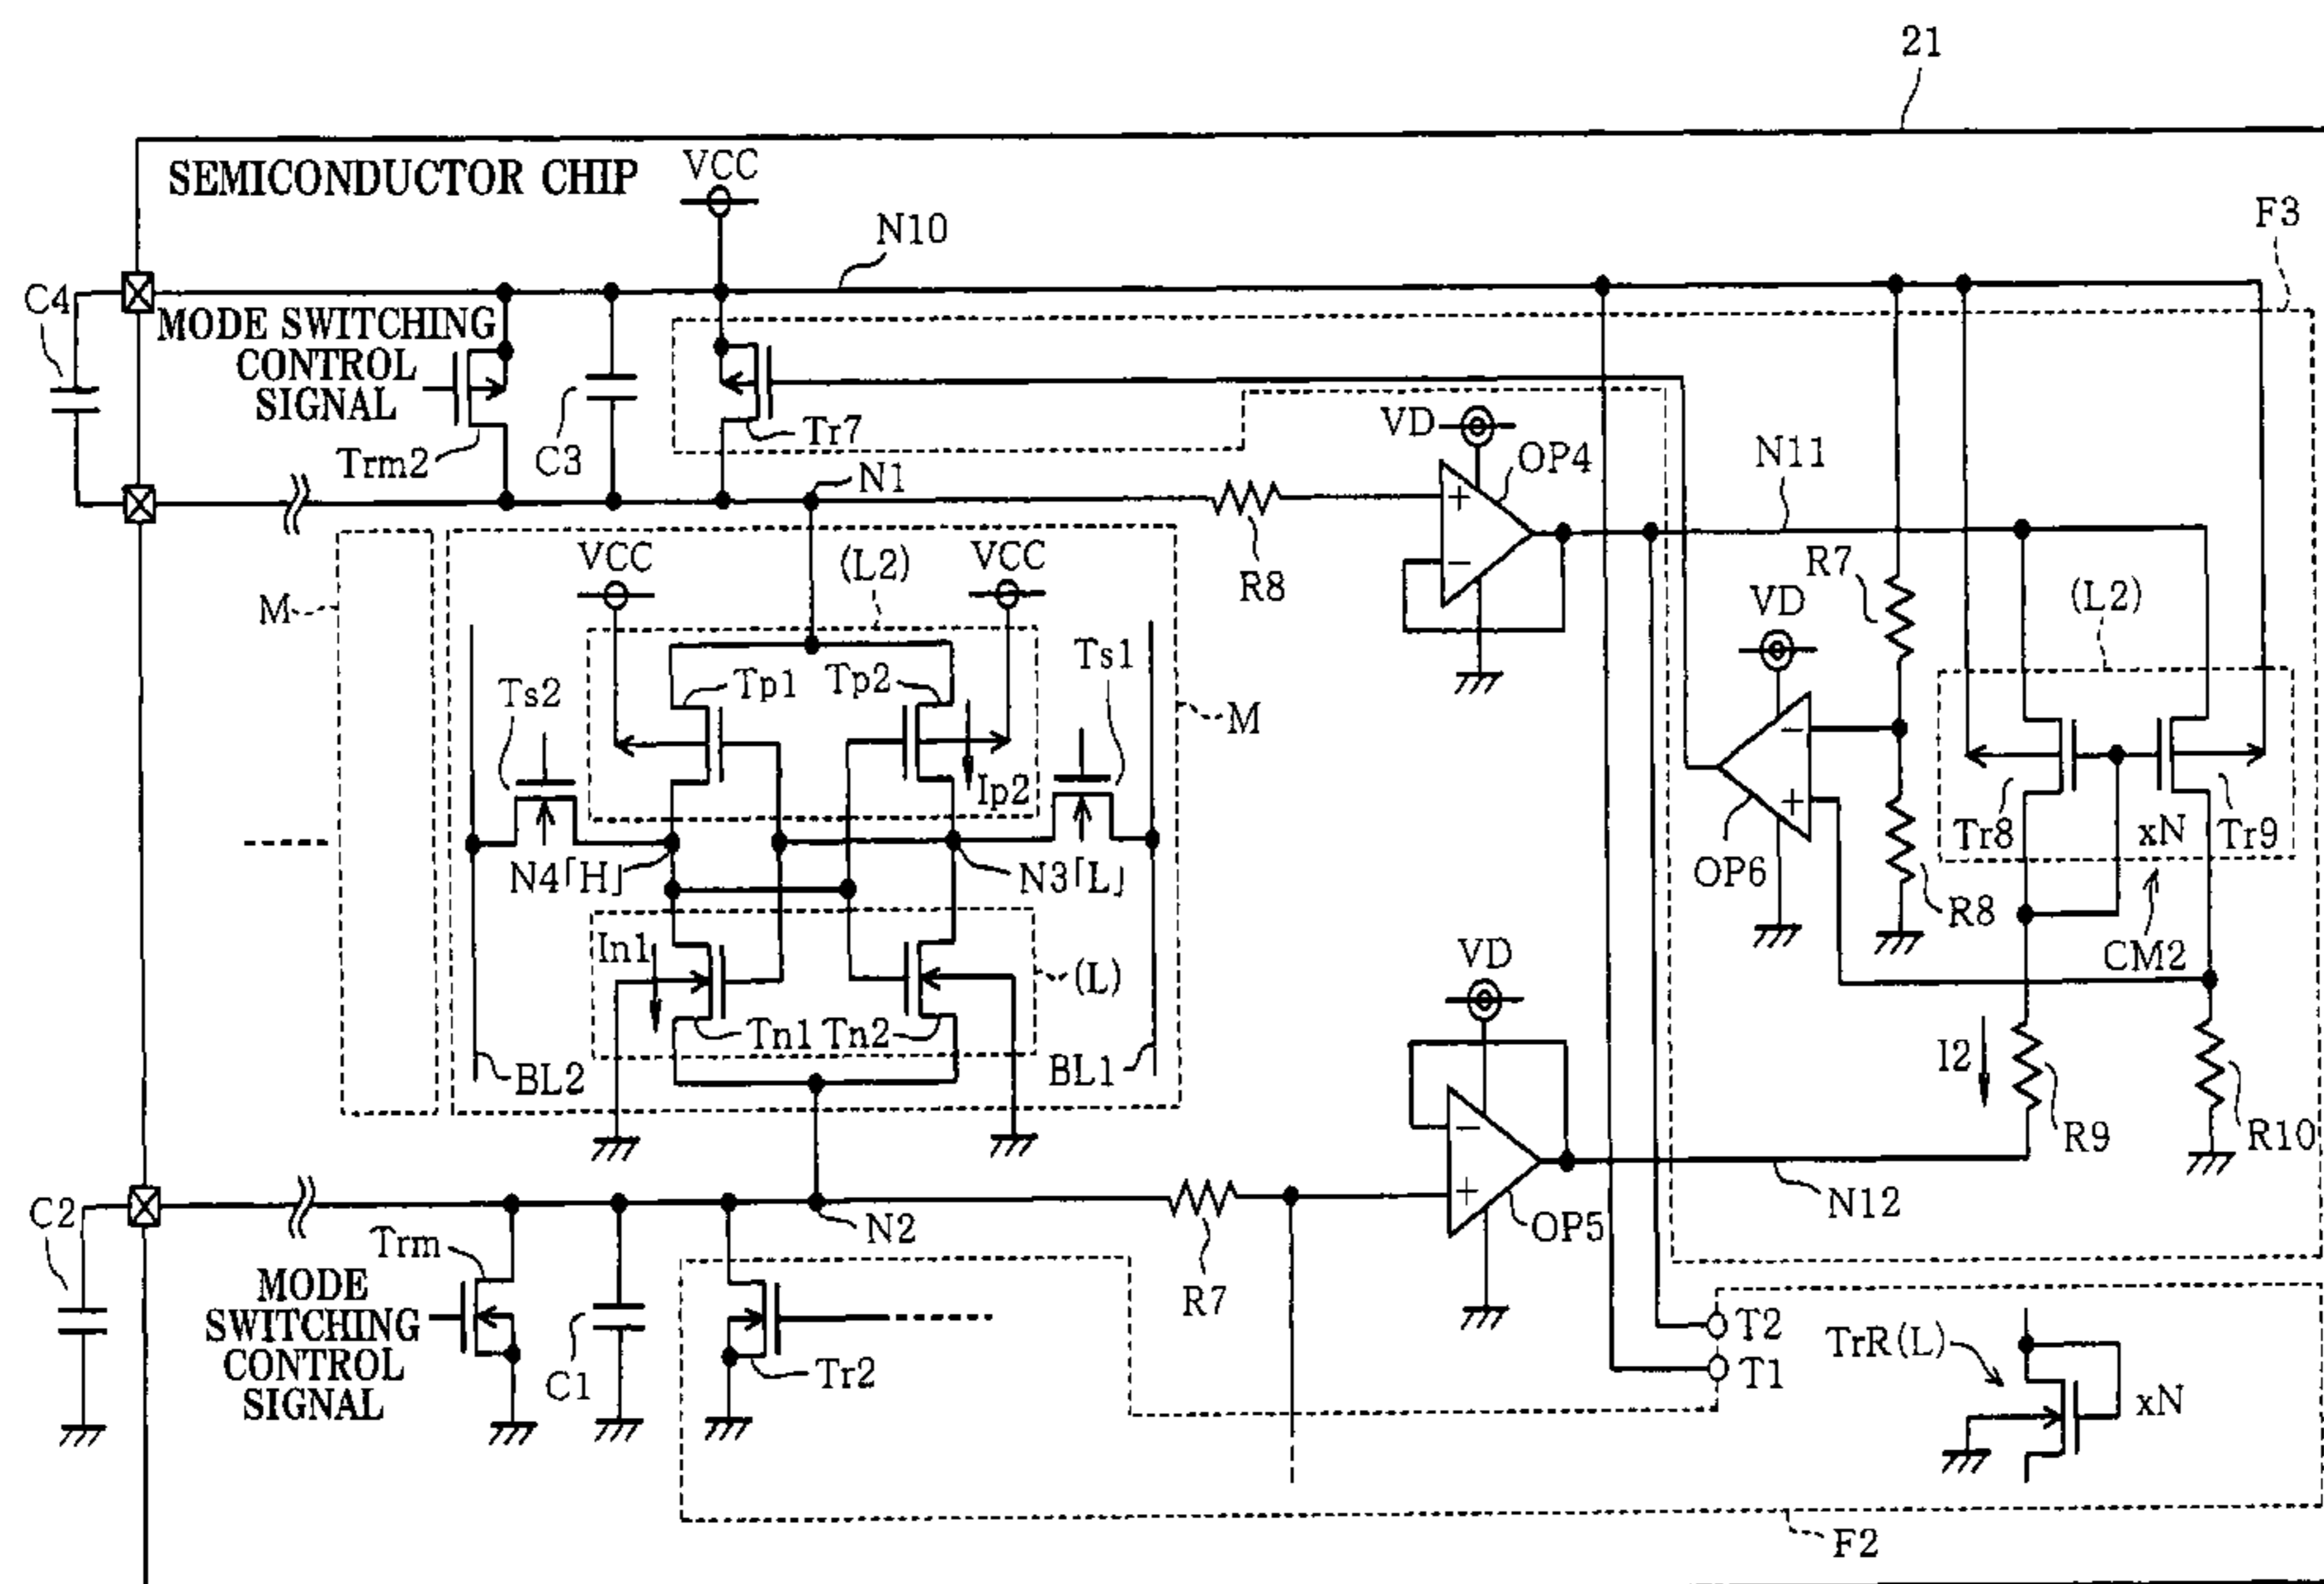 21
SEMICONDUCTOR CHIP
VCC
N10
F3
C4
MODE SWITCHING
CONTROL
SIGNAL
Trm2
C3
Tr7
VD
OP4
N11
N1
R8
M
VCC
(L2)
VCC
Ts2
Tp1
Tp2
Ts1
M
Ip2
N4「H」
N3「L」
In1
(L)
Tn1
Tn2
BL2
BL1
+
−
R7
VD
(L2)
−
+
OP6
Tr8
xN
Tr9
R8
CM2
VD
I2
R9
R10
−
+
OP5
N12
C2
Trm
N2
R7
MODE
SWITCHING
CONTROL
SIGNAL
C1
Tr2
T2
T1
TrR(L)
xN
F2